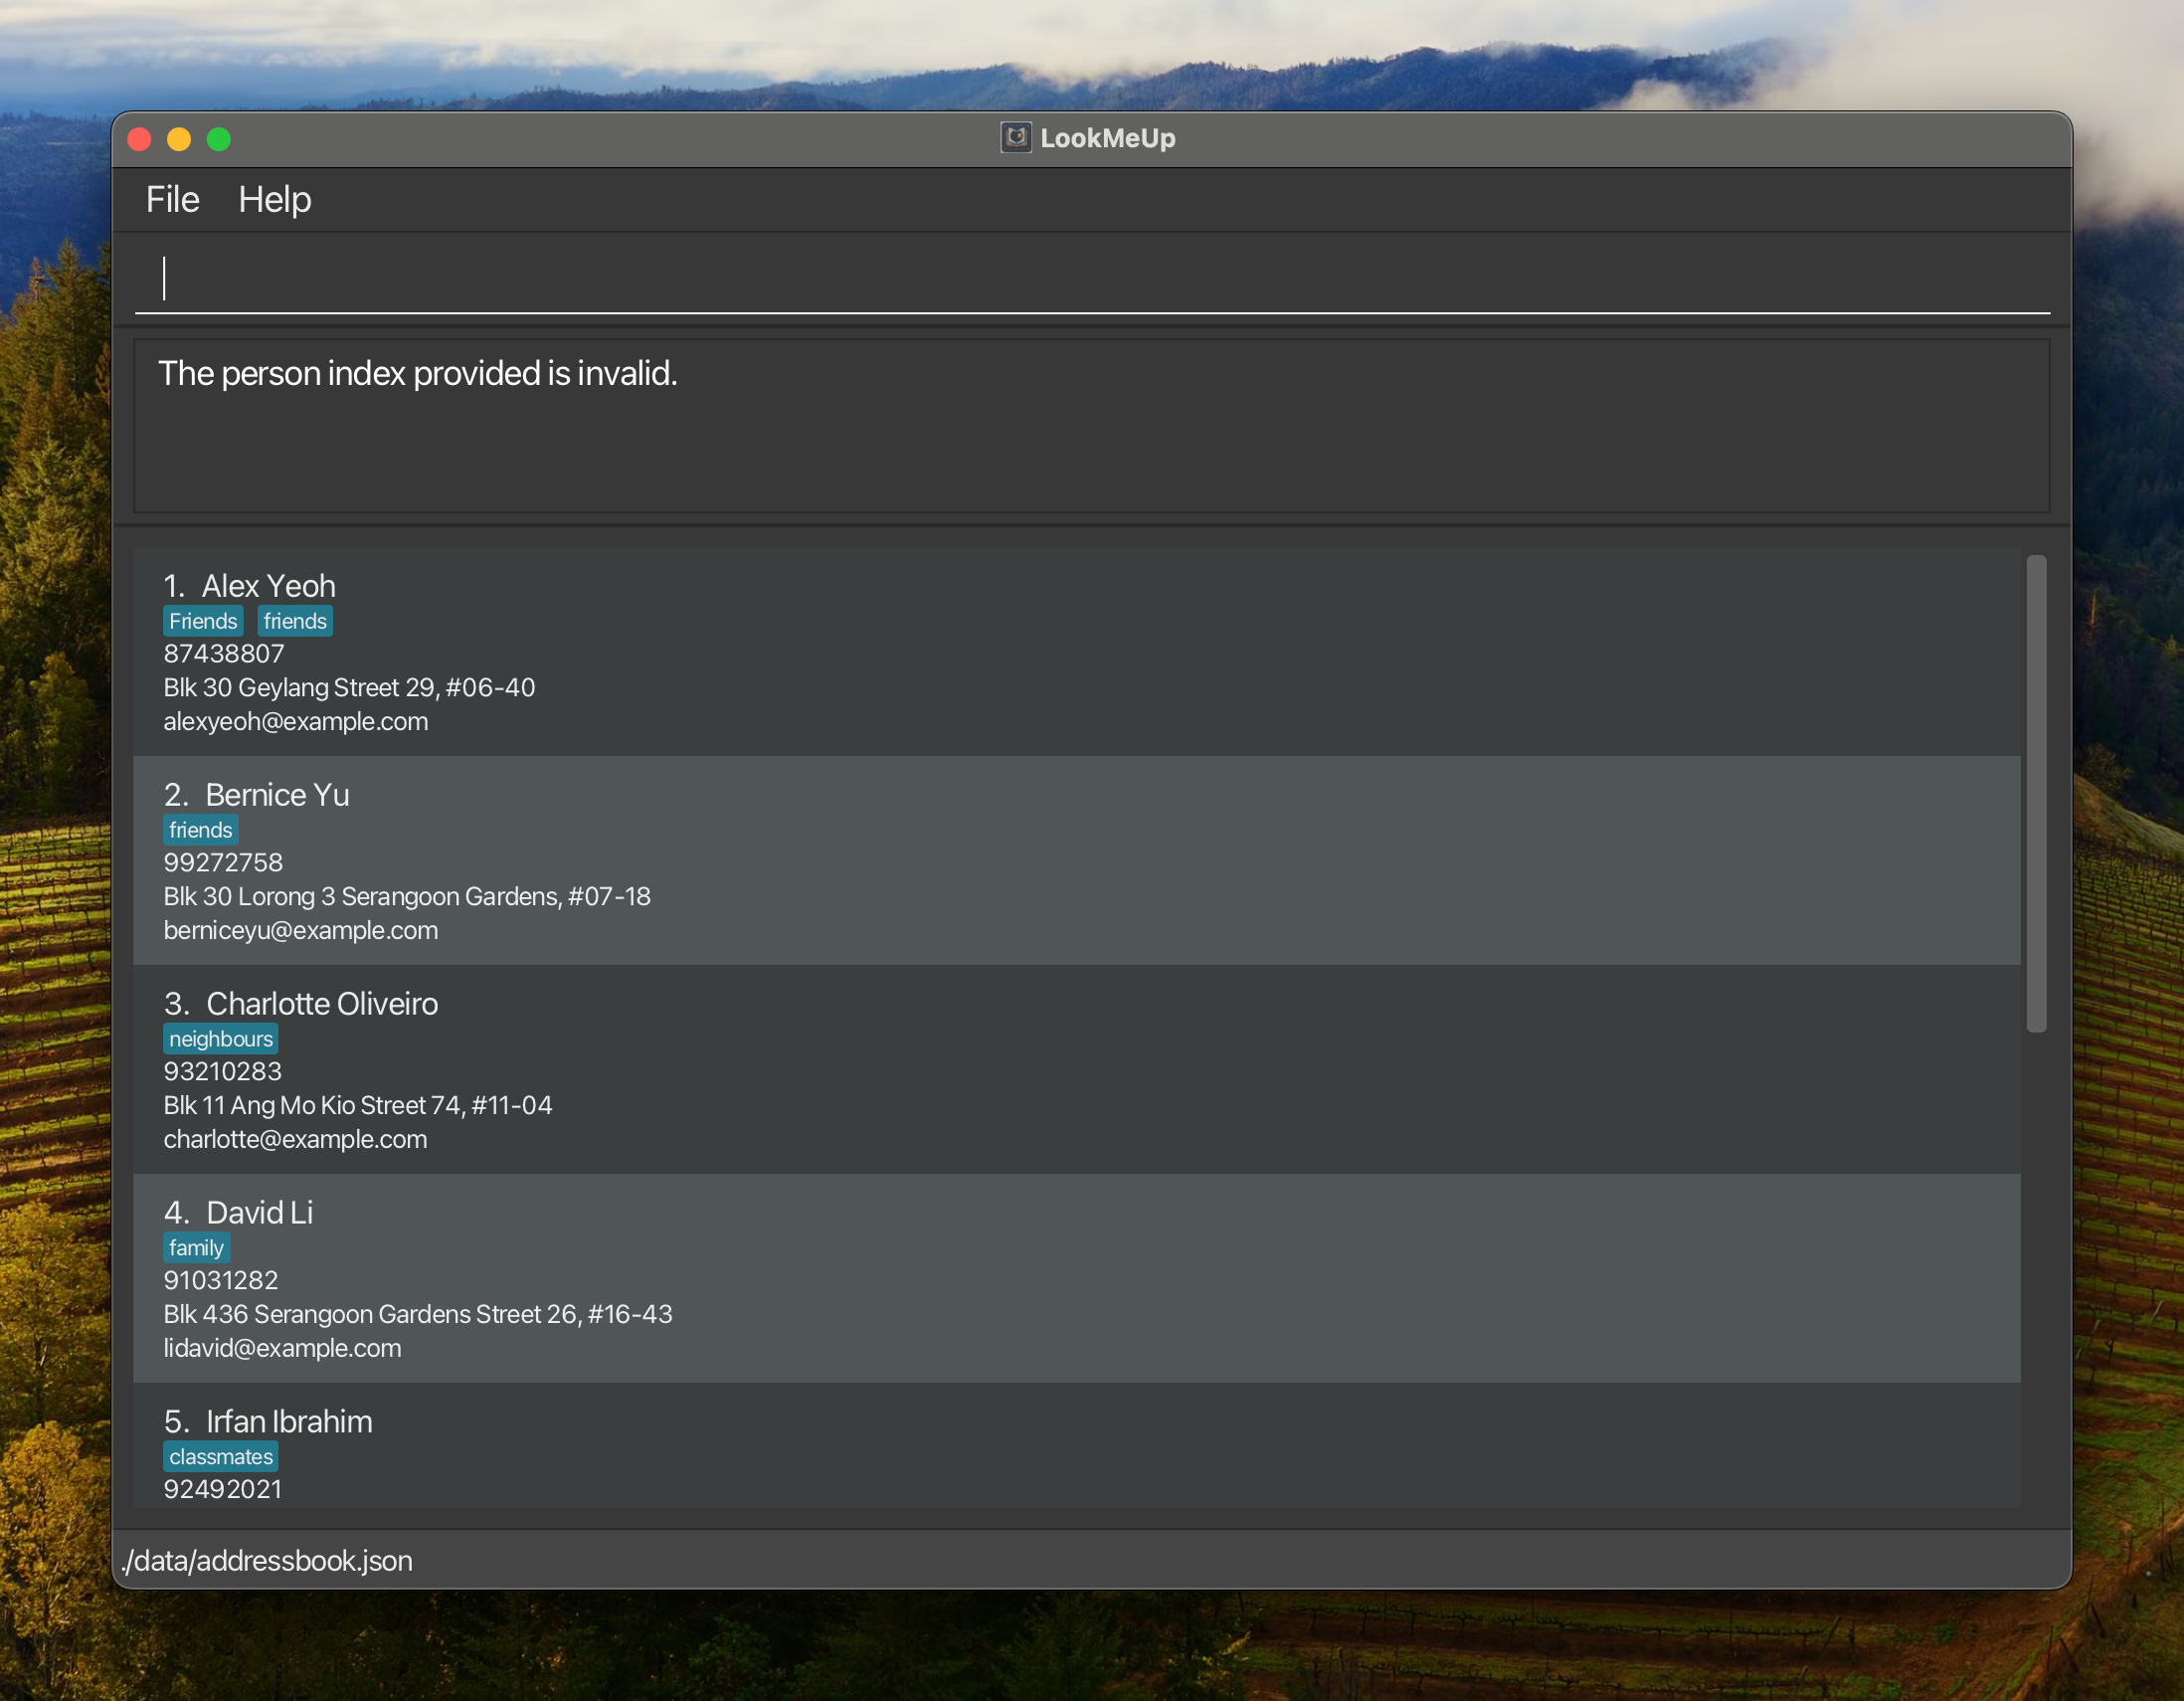 LookMeUp
File Help
The person index provided is invalid.
1. Alex Yeoh
Friends friends
87438807
Blk 30 Geylang Street 29, #06-40
alexyeoh@example.com
2. Bernice Yu
friends
99272758
Blk 30 Lorong 3 Serangoon Gardens, #07-18
berniceyu@example.com
3. Charlotte Oliveiro
neighbours
93210283
Blk 11 Ang Mo Kio Street 74, #11-04
charlotte@example.com
4. David Li
family
91031282
Blk 436 Serangoon Gardens Street 26, #16-43
lidavid@example.com
5. Irfan Ibrahim
classmates
92492021
./data/addressbook.json